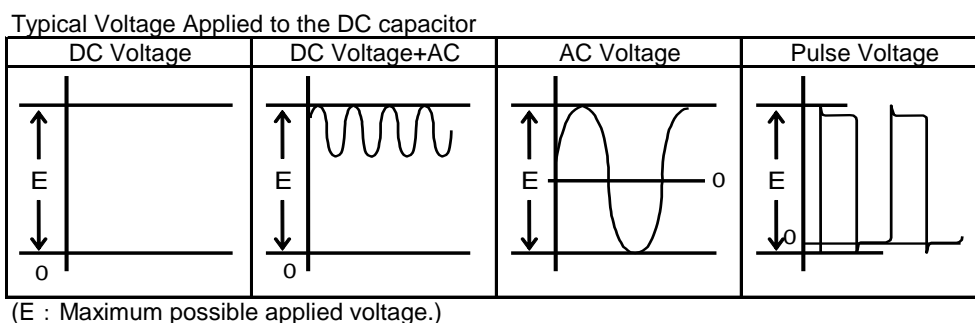 Typical Voltage Applied to the DC capacitor
DC Voltage DC Voltage+AC AC Voltage Pulse Voltage
E E E 0 E
0
0 0
(E：Maximum possible applied voltage.)